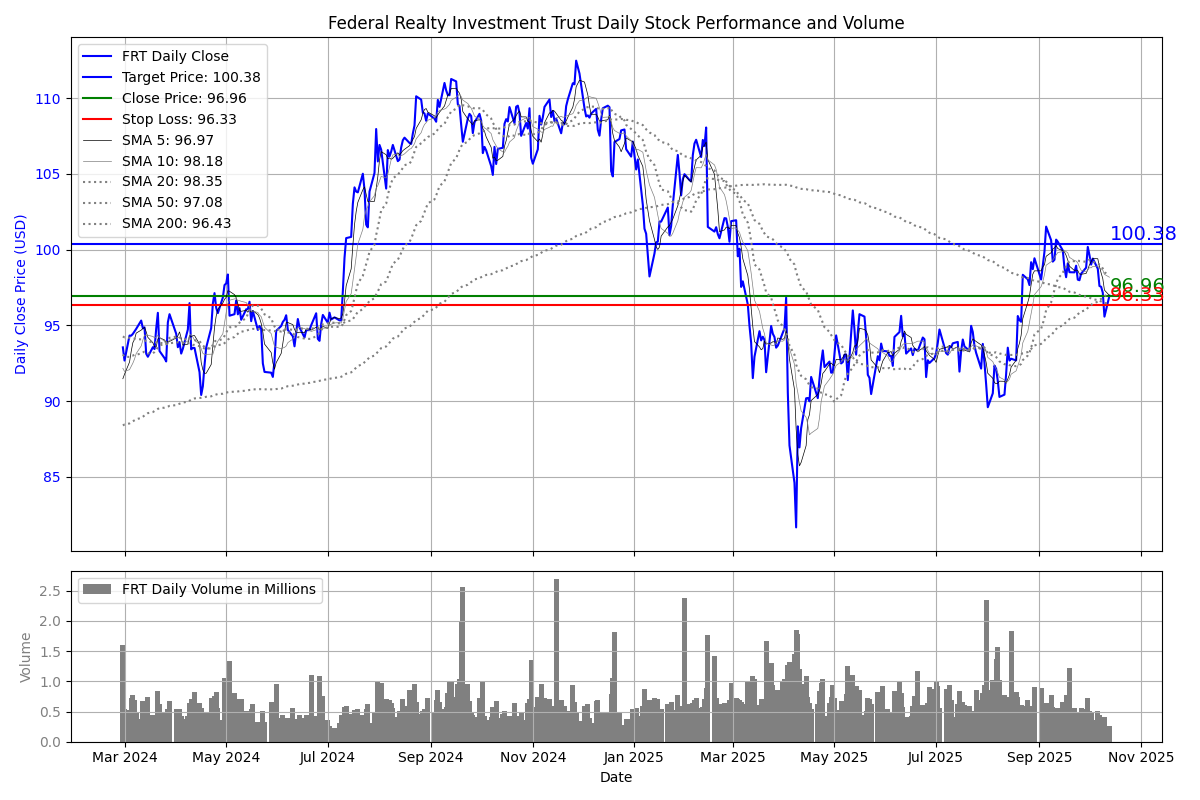 Federal Realty Investment Trust Daily Stock Performance and Volume
FRT Daily Close
Target Price: 100.38
Close Price: 96.96
Stop Loss: 96.33
SMA 5: 96.97
SMA 10: 98.18
SMA 20: 98.35
SMA 50: 97.08
SMA 200: 96.43
Daily Close Price (USD)
110
105
100
95
90
85
100.38
96.96
96.33
FRT Daily Volume in Millions
Volume
2.5
2.0
1.5
1.0
0.5
0.0
Mar 2024 May 2024 Jul 2024 Sep 2024 Nov 2024 Jan 2025 Mar 2025 May 2025 Jul 2025 Sep 2025 Nov 2025
Date